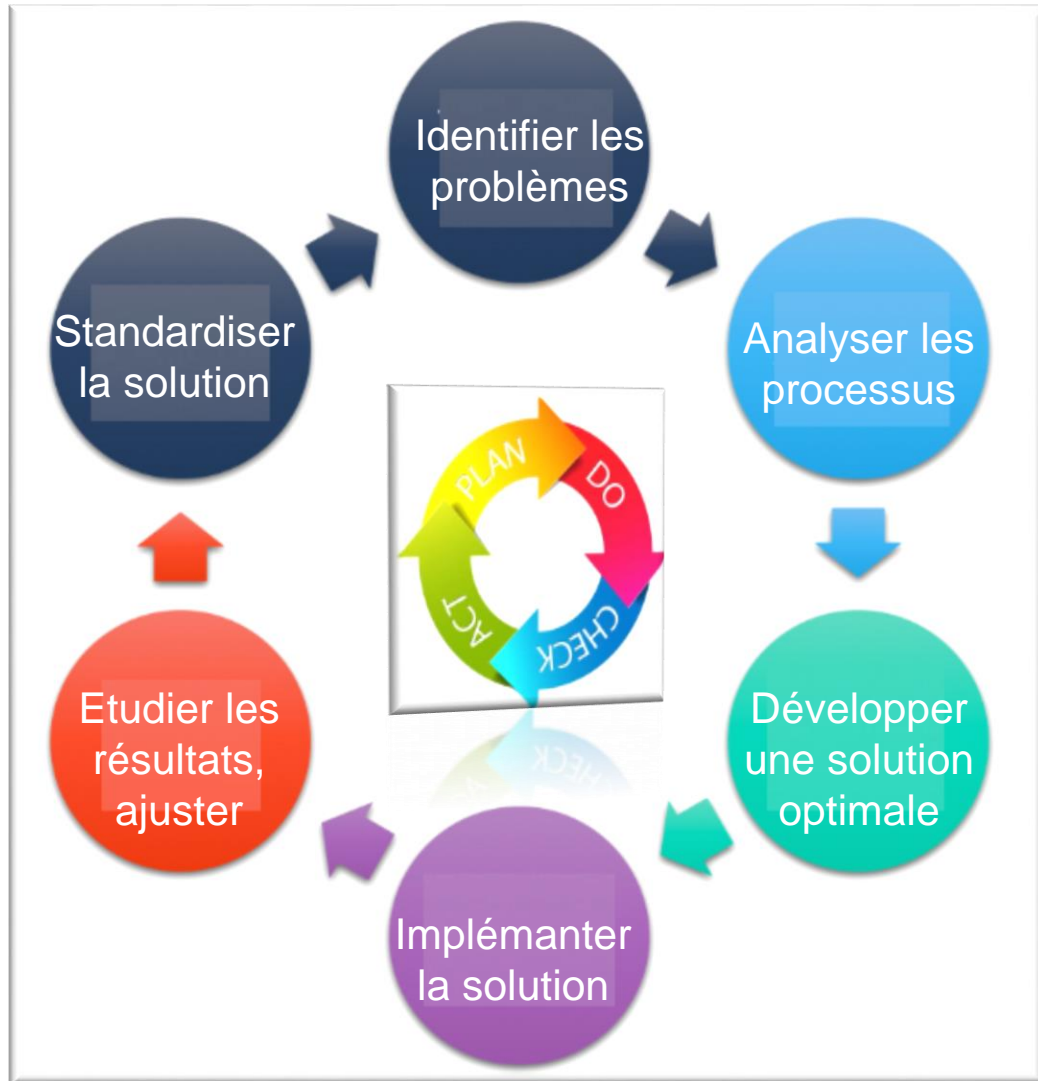 Identifier les
problèmes
Analyser les
processus
Développer
une solution
optimale
Implémanter
la solution
Etudier les
résultats,
ajuster
Standardiser
la solution
PLAN
DO
CHECK
ACT
CHECK